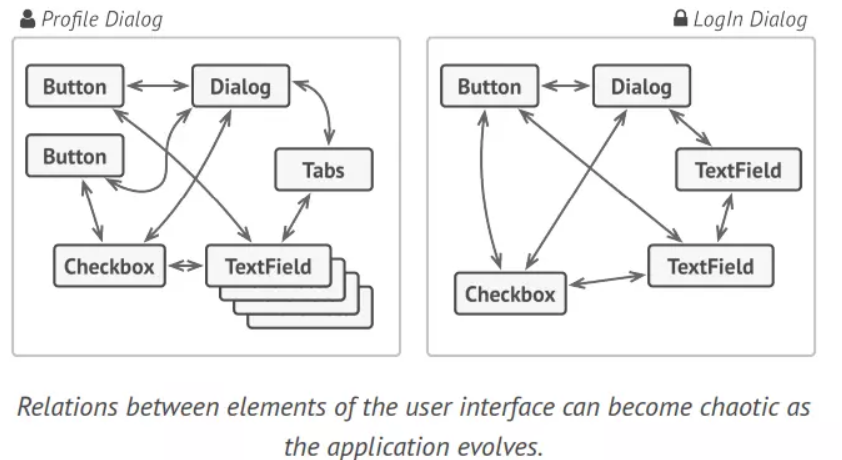 Profile Dialog
LogIn Dialog
Button
Dialog
Button
Tabs
Checkbox
TextField
Button
Dialog
TextField
TextField
Checkbox
Relations between elements of the user interface can become chaotic as
the application evolves.